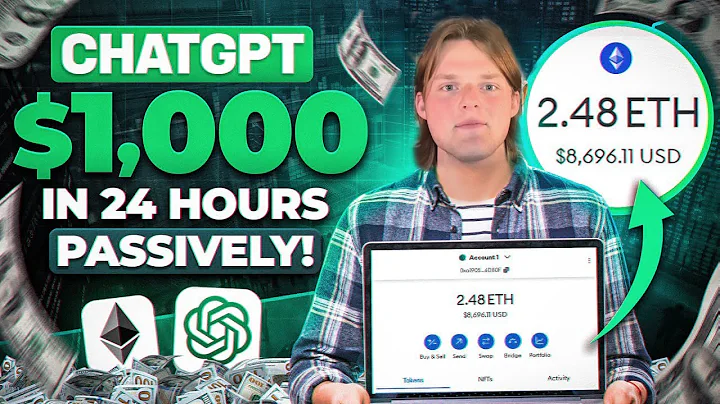 CHATGPT
$1,000
IN 24 HOURS
PASSIVELY!
2.48 ETH
$8,696.11 USD
Account 1
2.48 ETH
$8,696.11 USD
Buy & Sell
Send
Swap
Bridge
Portfolio
Tokens
NFTs
Activity